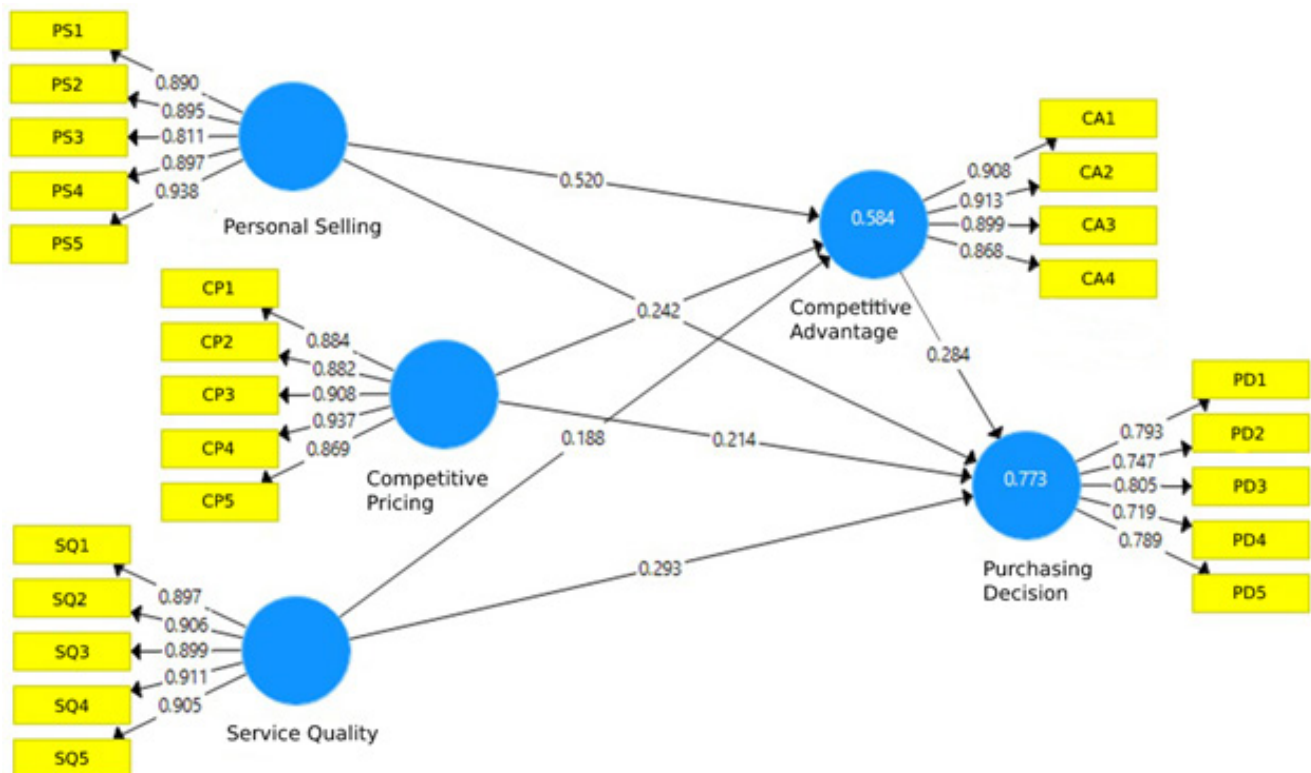 PS1
0.890
PS2
0.895
PS3
0.811
PS4
0.897
PS5
0.938
Personal Selling
0.520
0.242
CP1
0.884
CP2
0.882
CP3
0.908
CP4
0.937
CP5
0.869
Competitive
Pricing
0.188
0.214
SQ1
0.897
SQ2
0.906
SQ3
0.899
SQ4
0.911
SQ5
0.905
Service Quality
0.293
0.584
Competitive
Advantage
CA1
0.908
CA2
0.913
CA3
0.899
CA4
0.868
0.284
0.773
Purchasing
Decision
PD1
0.793
PD2
0.747
PD3
0.805
PD4
0.719
PD5
0.789